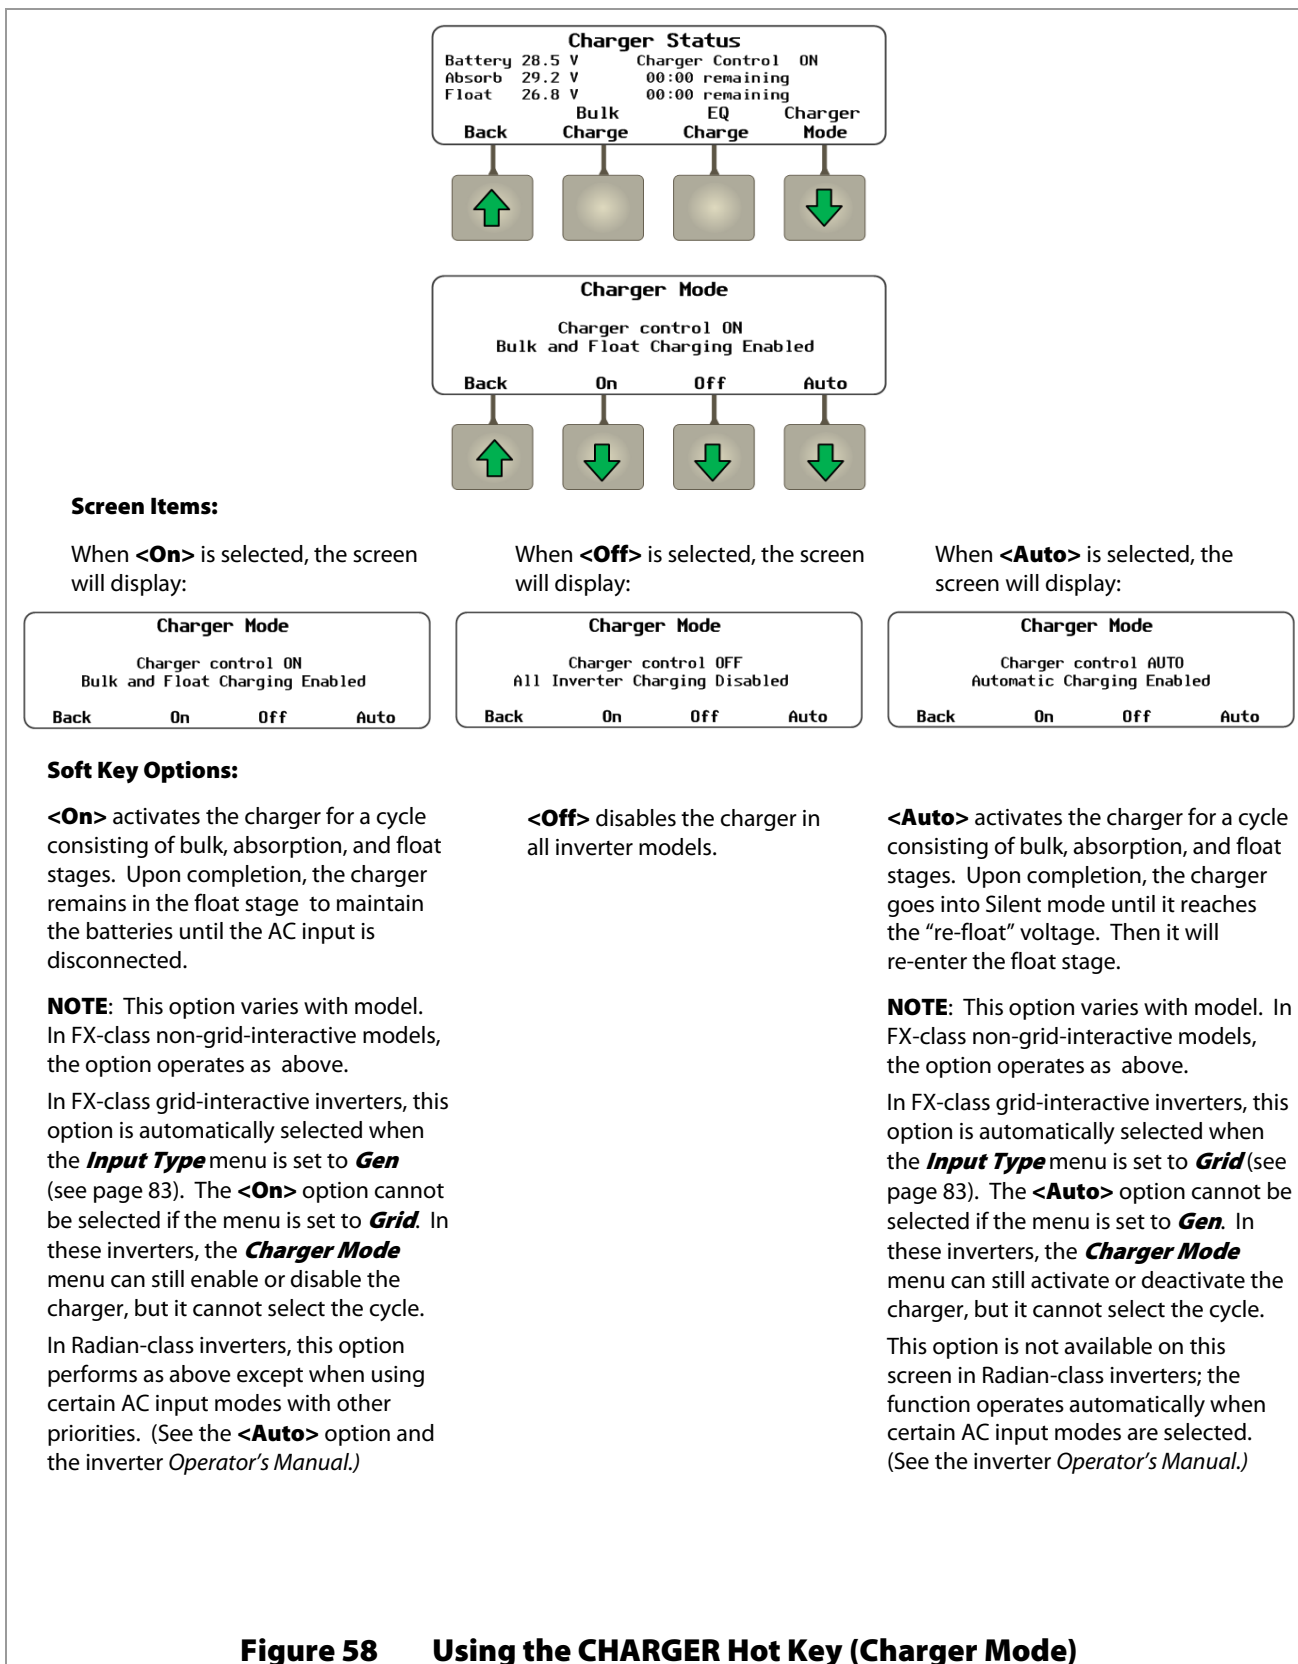 Charger Status
Battery 28.5 V Charger Control ON
Absorb 29.2 V 00:00 remaining
Float 26.8 V 00:00 remaining
Bulk EQ Charger
Back Charge Charge Mode
Charger Mode
Charger control ON
Bulk and Float Charging Enabled
Back On Off Auto
Screen Items:
When <On> is selected, the screen
will display:
When <Off> is selected, the screen
will display:
When <Auto> is selected, the
screen will display:
Charger Mode
Charger control ON
Bulk and Float Charging Enabled
Back On Off Auto
Charger Mode
Charger control OFF
All Inverter Charging Disabled
Back On Off Auto
Charger Mode
Charger control AUTO
Automatic Charging Enabled
Back On Off Auto
Soft Key Options:
<On> activates the charger for a cycle
consisting of bulk, absorption, and float
stages. Upon completion, the charger
remains in the float stage to maintain
the batteries until the AC input is
disconnected.
NOTE: This option varies with model.
In FX-class non-grid-interactive models,
the option operates as above.
In FX-class grid-interactive inverters, this
option is automatically selected when
the Input Type menu is set to Gen
(see page 83). The <On> option cannot
be selected if the menu is set to Grid. In
these inverters, the Charger Mode
menu can still enable or disable the
charger, but it cannot select the cycle.
In Radian-class inverters, this option
performs as above except when using
certain AC input modes with other
priorities. (See the <Auto> option and
the inverter Operator's Manual.)
<Off> disables the charger in
all inverter models.
<Auto> activates the charger for a cycle
consisting of bulk, absorption, and float
stages. Upon completion, the charger
goes into Silent mode until it reaches
the “re-float” voltage. Then it will
re-enter the float stage.
NOTE: This option varies with model. In
FX-class non-grid-interactive models,
the option operates as above.
In FX-class grid-interactive inverters, this
option is automatically selected when
the Input Type menu is set to Grid (see
page 83). The <Auto> option cannot be
selected if the menu is set to Gen. In
these inverters, the Charger Mode
menu can still activate or deactivate the
charger, but it cannot select the cycle.
This option is not available on this
screen in Radian-class inverters; the
function operates automatically when
certain AC input modes are selected.
(See the inverter Operator's Manual.)
Figure 58 Using the CHARGER Hot Key (Charger Mode)